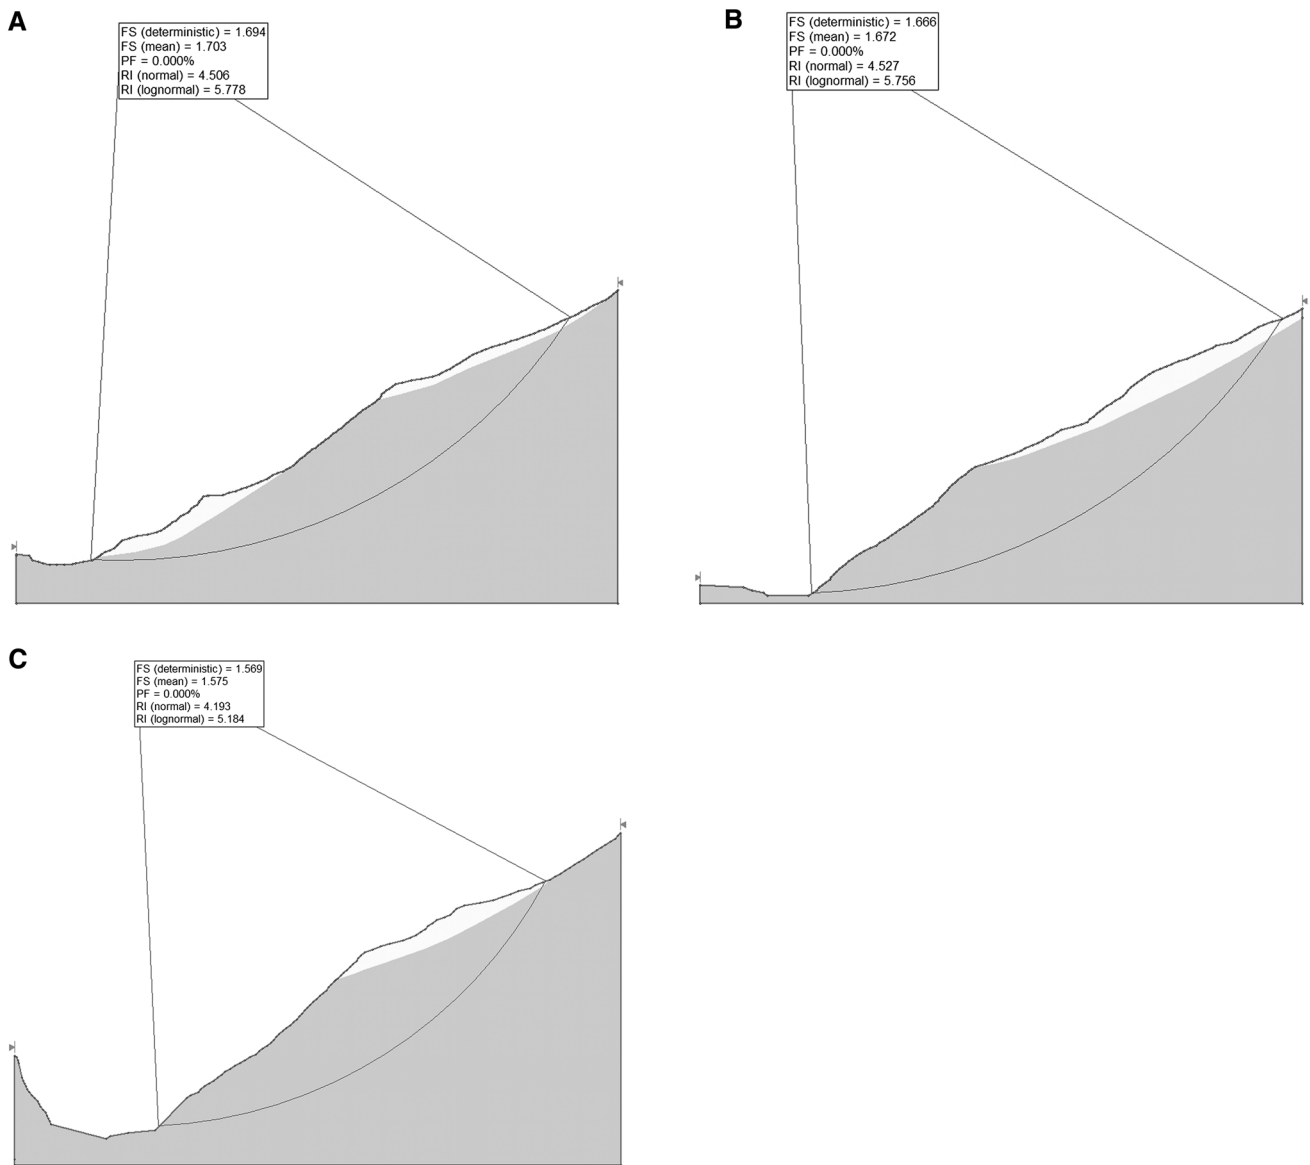 A
FS (deterministic) = 1.694
FS (mean) = 1.703
PF = 0.000%
RI (normal) = 4.506
RI (lognormal) = 5.778
B
FS (deterministic) = 1.666
FS (mean) = 1.672
PF = 0.000%
RI (normal) = 4.527
RI (lognormal) = 5.756
C
FS (deterministic) = 1.569
FS (mean) = 1.575
PF = 0.000%
RI (normal) = 4.193
RI (lognormal) = 5.184